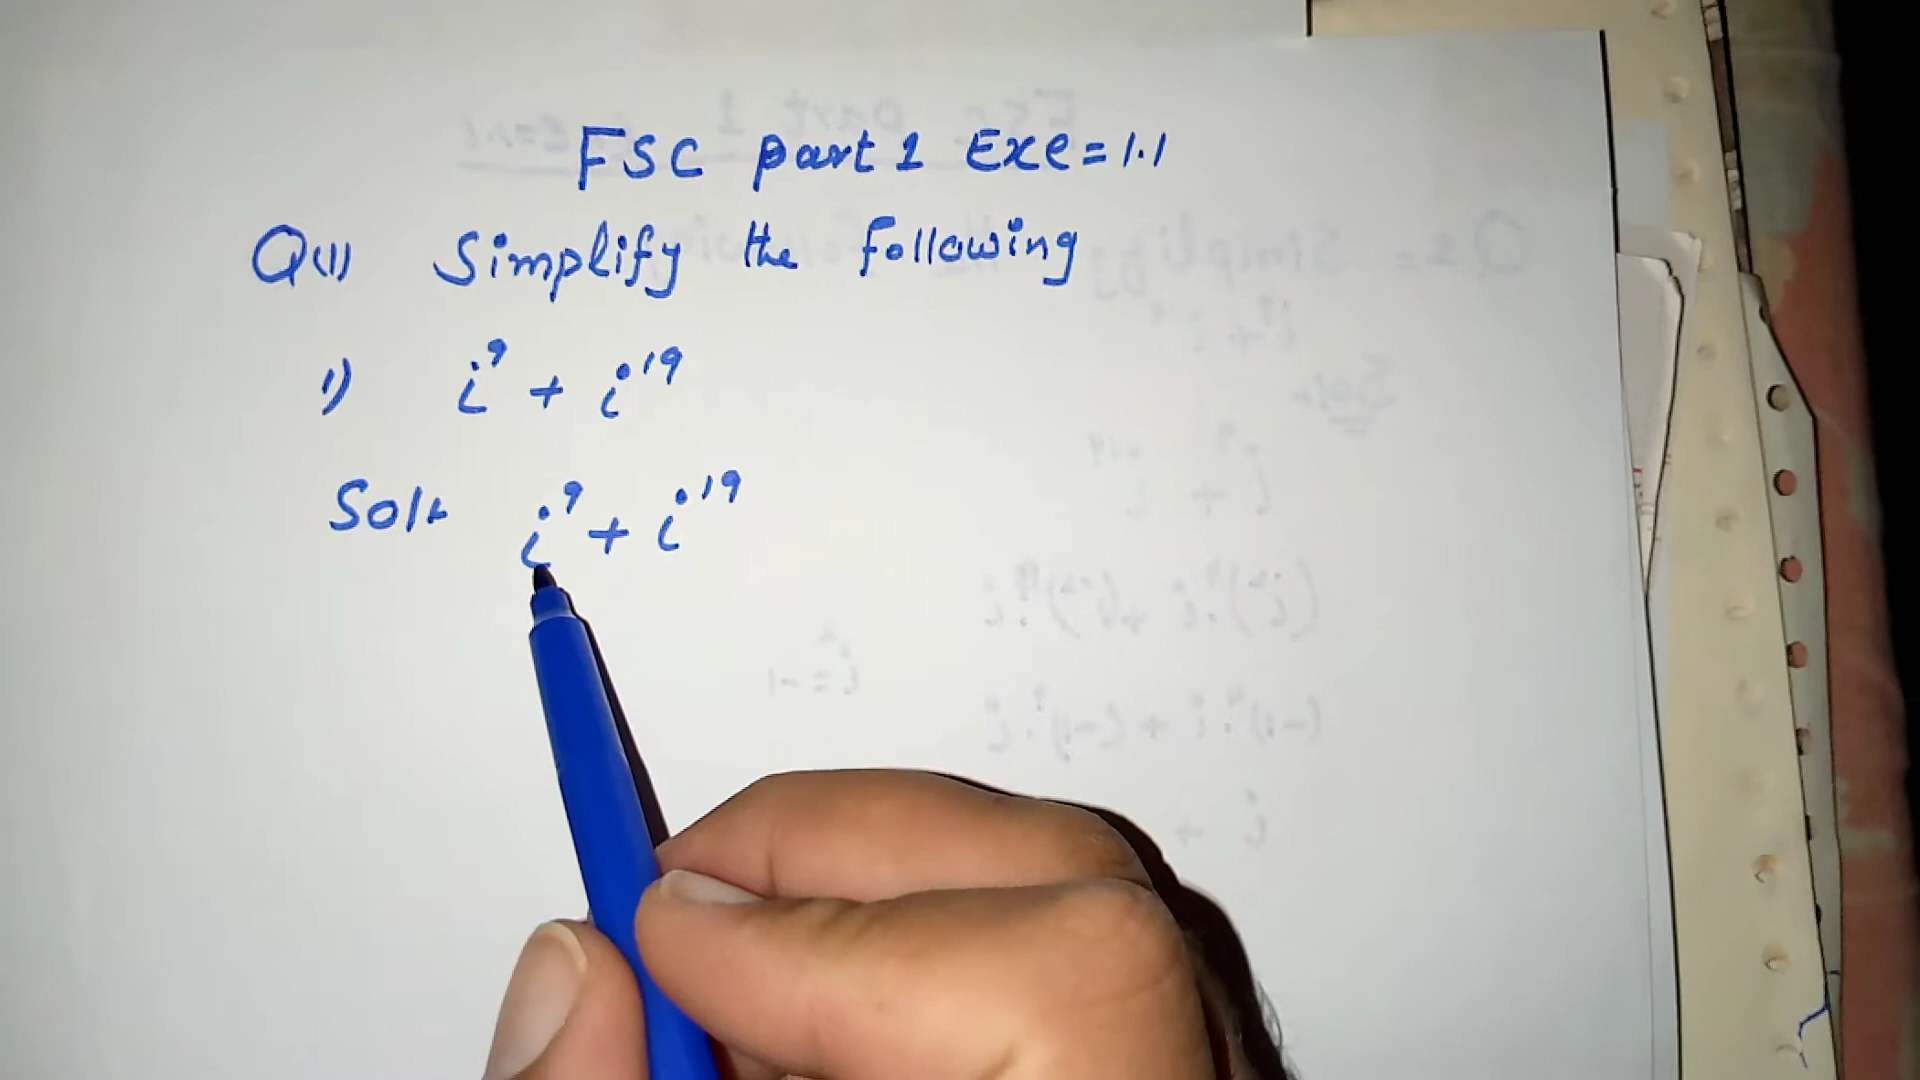 FSC part 1 Exe=1.1
Q(1) Simplify the following
1) i⁹ + i¹⁹
Sol: i⁹ + i¹⁹